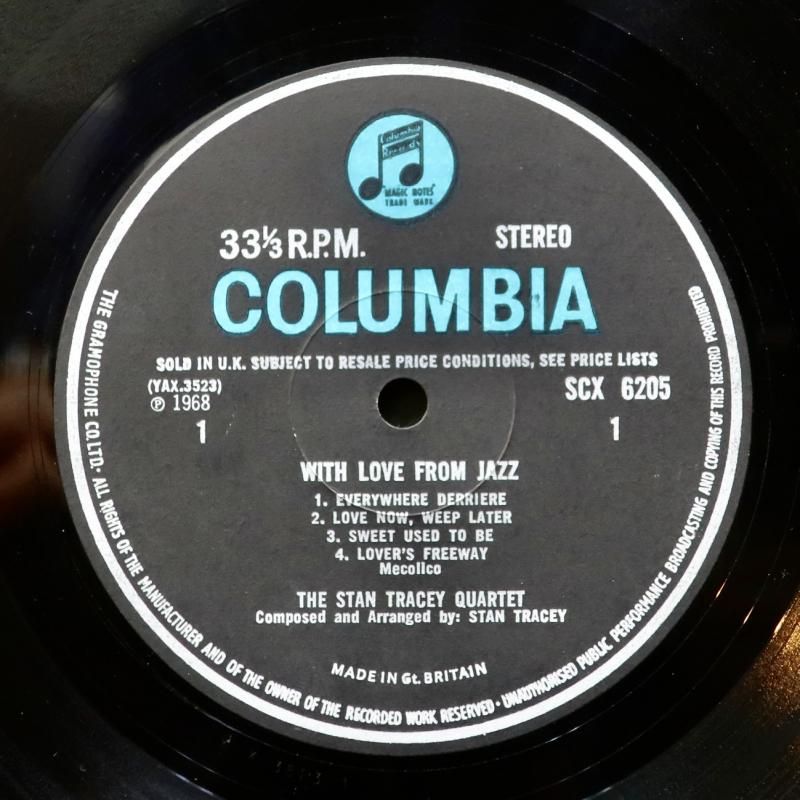 Columbia
Records
"MAGIC NOTES"
TRADE MARK
33⅓ R.P.M.
STEREO
COLUMBIA
SOLD IN U.K. SUBJECT TO RESALE PRICE CONDITIONS, SEE PRICE LISTS
(YAX.3523)
SCX 6205
℗ 1968
1
1
WITH LOVE FROM JAZZ
1. EVERYWHERE DERRIERE
2. LOVE NOW, WEEP LATER
3. SWEET USED TO BE
4. LOVER'S FREEWAY
Mecolico
THE STAN TRACEY QUARTET
Composed and Arranged by: STAN TRACEY
MADE IN Gt. BRITAIN
THE GRAMOPHONE CO. LTD. · ALL RIGHTS OF THE MANUFACTURER AND OF THE OWNER OF THE RECORDED WORK RESERVED · UNAUTHORISED PUBLIC PERFORMANCE BROADCASTING AND COPYING OF THIS RECORD PROHIBITED